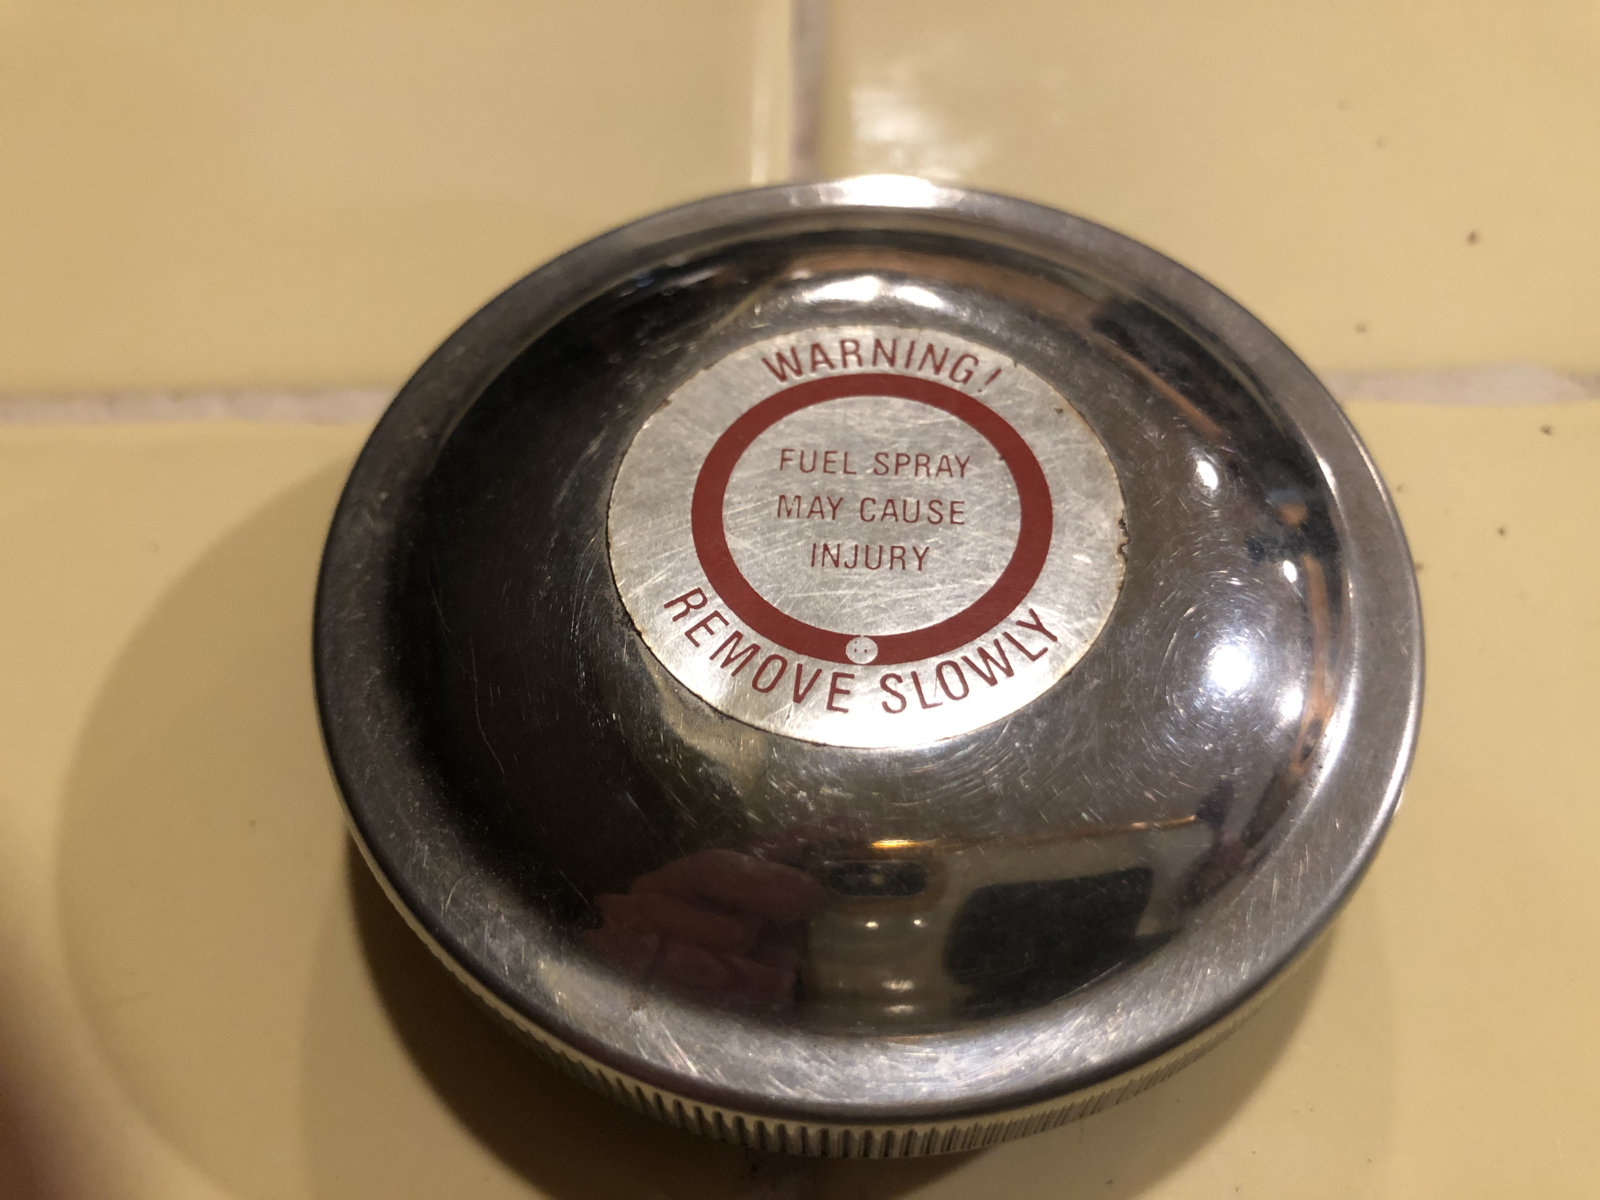 WARNING!
FUEL SPRAY
MAY CAUSE
INJURY
REMOVE SLOWLY